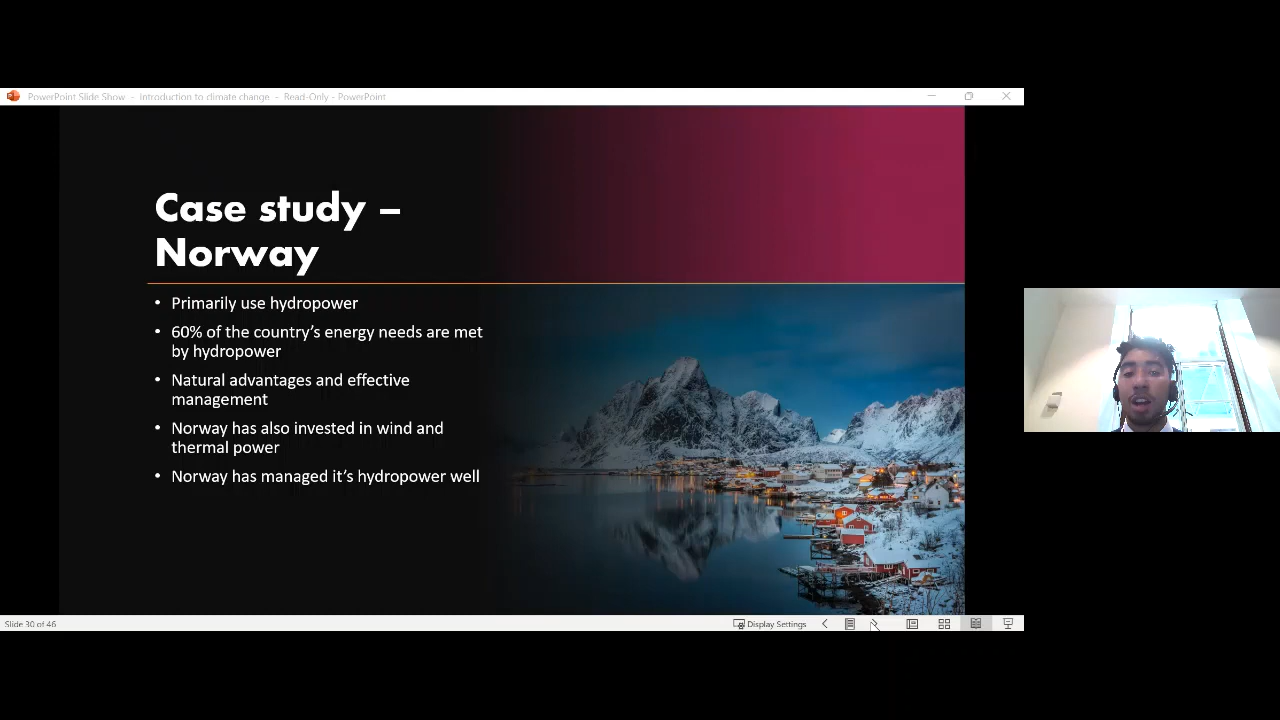 PowerPoint Slide Show - Introduction to climate change - Read-Only - PowerPoint
Case study –
Norway
• Primarily use hydropower
• 60% of the country's energy needs are met
by hydropower
• Natural advantages and effective
management
• Norway has also invested in wind and
thermal power
• Norway has managed it's hydropower well
Slide 30 of 46
Display Settings